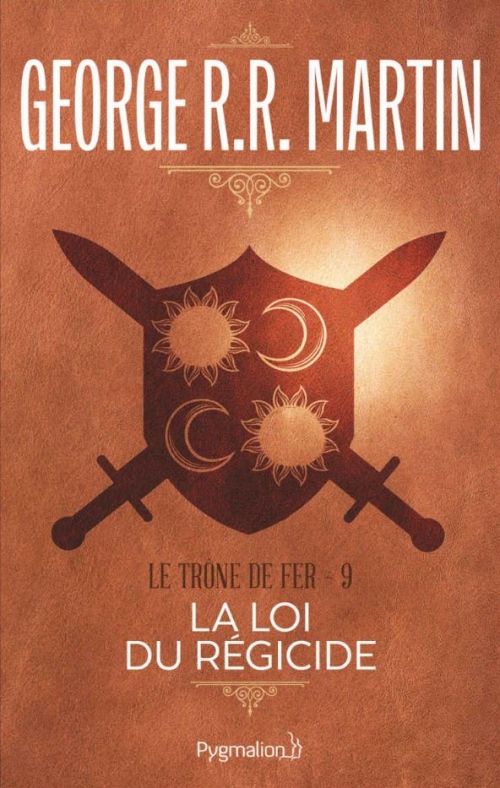 GEORGE R.R. MARTIN
LE TRÔNE DE FER - 9
LA LOI
DU RÉGICIDE
Pygmalion